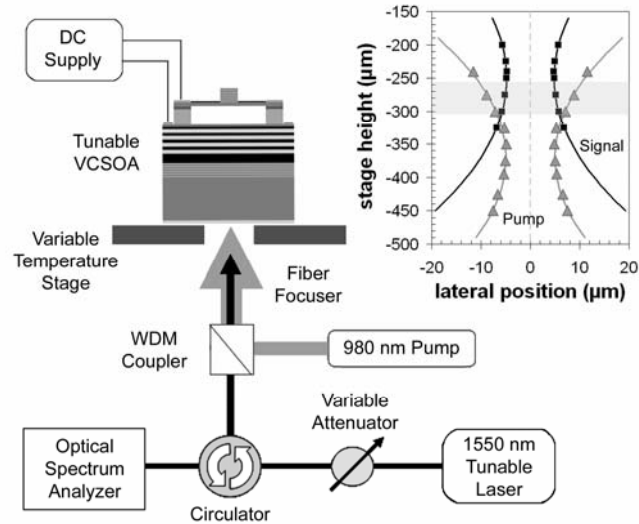 DC
Supply
Tunable
VCSOA
Variable
Temperature
Stage
Fiber
Focuser
WDM
Coupler
980 nm Pump
Variable
Attenuator
Optical
Spectrum
Analyzer
Circulator
1550 nm
Tunable
Laser
stage height (µm)
-150
-200
-250
-300
-350
-400
-450
-500
Signal
Pump
-20 -10 0 10 20
lateral position (µm)